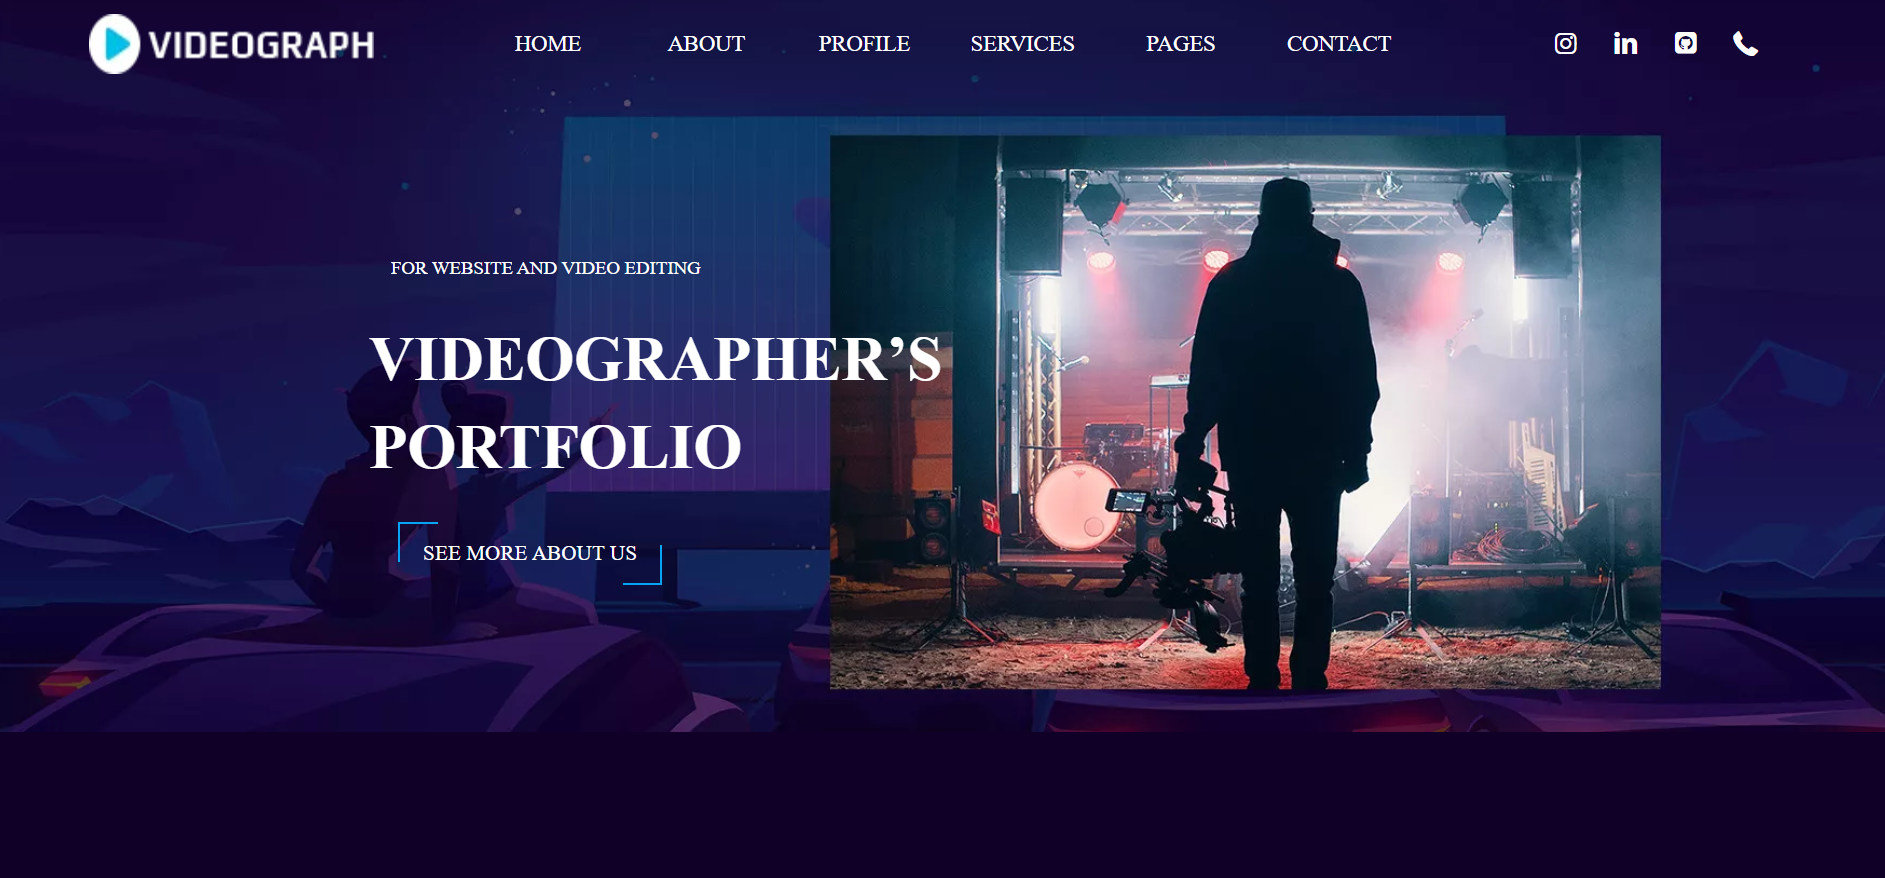 VIDEOGRAPH
HOME ABOUT PROFILE SERVICES PAGES CONTACT
FOR WEBSITE AND VIDEO EDITING
VIDEOGRAPHER’S
PORTFOLIO
SEE MORE ABOUT US